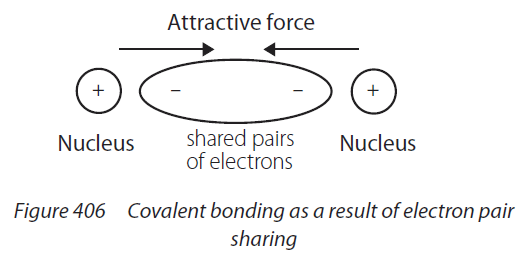 Attractive force
+ – – +
Nucleus shared pairs of electrons Nucleus
Figure 406 Covalent bonding as a result of electron pair
sharing